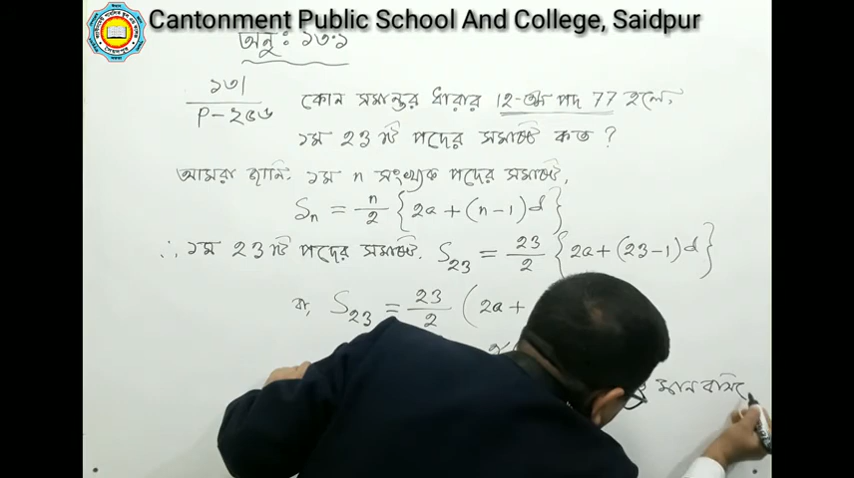 Cantonment Public School And College, Saidpur
অনু: ১৩.১
১৩|
P-২৫৬
কোন সমান্তর ধারার 12-তম পদ 77 হলে,
১ম 23 টি পদের সমষ্টি কত ?
আমরা জানি: ১ম n সংখ্যক পদের সমষ্টি,
Sn = n/2 {2a + (n-1)d}
∴ ১ম 23 টি পদের সমষ্টি. S23 = 23/2 {2a + (23-1)d}
বা, S23 = 23/2 (2a +
মান বসিয়ে